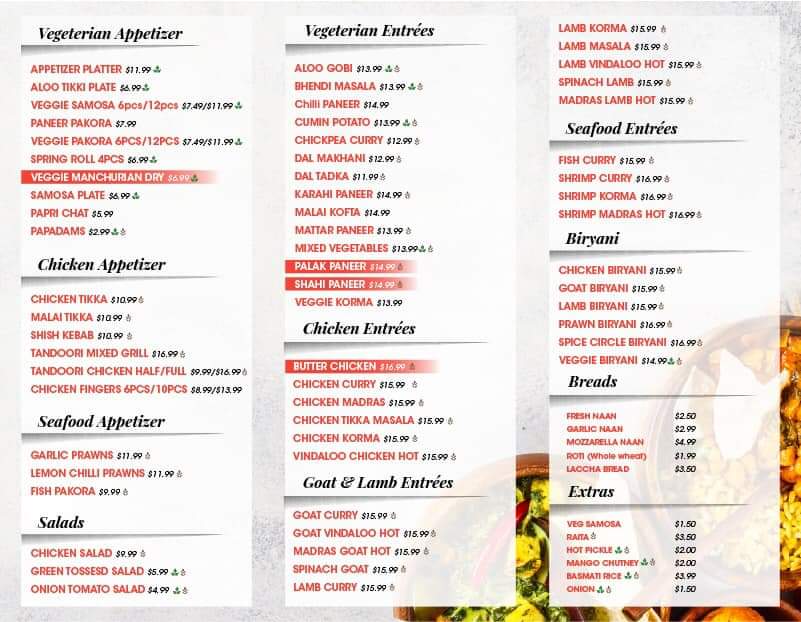 Vegeterian Appetizer
APPETIZER PLATTER $11.99
ALOO TIKKI PLATE $6.99
VEGGIE SAMOSA 6pcs/12pcs $7.49/$11.99
PANEER PAKORA $7.99
VEGGIE PAKORA 6PCS/12PCS $7.49/$11.99
SPRING ROLL 4PCS $6.99
VEGGIE MANCHURIAN DRY $6.99
SAMOSA PLATE $6.99
PAPRI CHAT $5.99
PAPADAMS $2.99
Chicken Appetizer
CHICKEN TIKKA $10.99
MALAI TIKKA $10.99
SHISH KEBAB $10.99
TANDOORI MIXED GRILL $16.99
TANDOORI CHICKEN HALF/FULL $9.99/$16.99
CHICKEN FINGERS 6PCS/10PCS $8.99/$13.99
Seafood Appetizer
GARLIC PRAWNS $11.99
LEMON CHILLI PRAWNS $11.99
FISH PAKORA $9.99
Salads
CHICKEN SALAD $9.99
GREEN TOSSESD SALAD $5.99
ONION TOMATO SALAD $4.99
Vegeterian Entrées
ALOO GOBI $13.99
BHENDI MASALA $13.99
Chilli PANEER $14.99
CUMIN POTATO $13.99
CHICKPEA CURRY $12.99
DAL MAKHANI $12.99
DAL TADKA $11.99
KARAHI PANEER $14.99
MALAI KOFTA $14.99
MATTAR PANEER $13.99
MIXED VEGETABLES $13.99
PALAK PANEER $14.99
SHAHI PANEER $14.99
VEGGIE KORMA $13.99
Chicken Entrées
BUTTER CHICKEN $16.99
CHICKEN CURRY $15.99
CHICKEN MADRAS $15.99
CHICKEN TIKKA MASALA $15.99
CHICKEN KORMA $15.99
VINDALOO CHICKEN HOT $15.99
Goat & Lamb Entrées
GOAT CURRY $15.99
GOAT VINDALOO HOT $15.99
MADRAS GOAT HOT $15.99
SPINACH GOAT $15.99
LAMB CURRY $15.99
LAMB KORMA $15.99
LAMB MASALA $15.99
LAMB VINDALOO HOT $15.99
SPINACH LAMB $15.99
MADRAS LAMB HOT $15.99
Seafood Entrées
FISH CURRY $15.99
SHRIMP CURRY $16.99
SHRIMP KORMA $16.99
SHRIMP MADRAS HOT $16.99
Biryani
CHICKEN BIRYANI $15.99
GOAT BIRYANI $15.99
LAMB BIRYANI $15.99
PRAWN BIRYANI $16.99
SPICE CIRCLE BIRYANI $16.99
VEGGIE BIRYANI $14.99
Breads
FRESH NAAN $2.50
GARLIC NAAN $2.99
MOZZARELLA NAAN $4.99
ROTI (Whole wheat) $1.99
LACCHA BREAD $3.50
Extras
VEG SAMOSA $1.50
RAITA $3.50
HOT PICKLE $2.00
MANGO CHUTNEY $2.00
BASMATI RICE $3.99
ONION $1.50